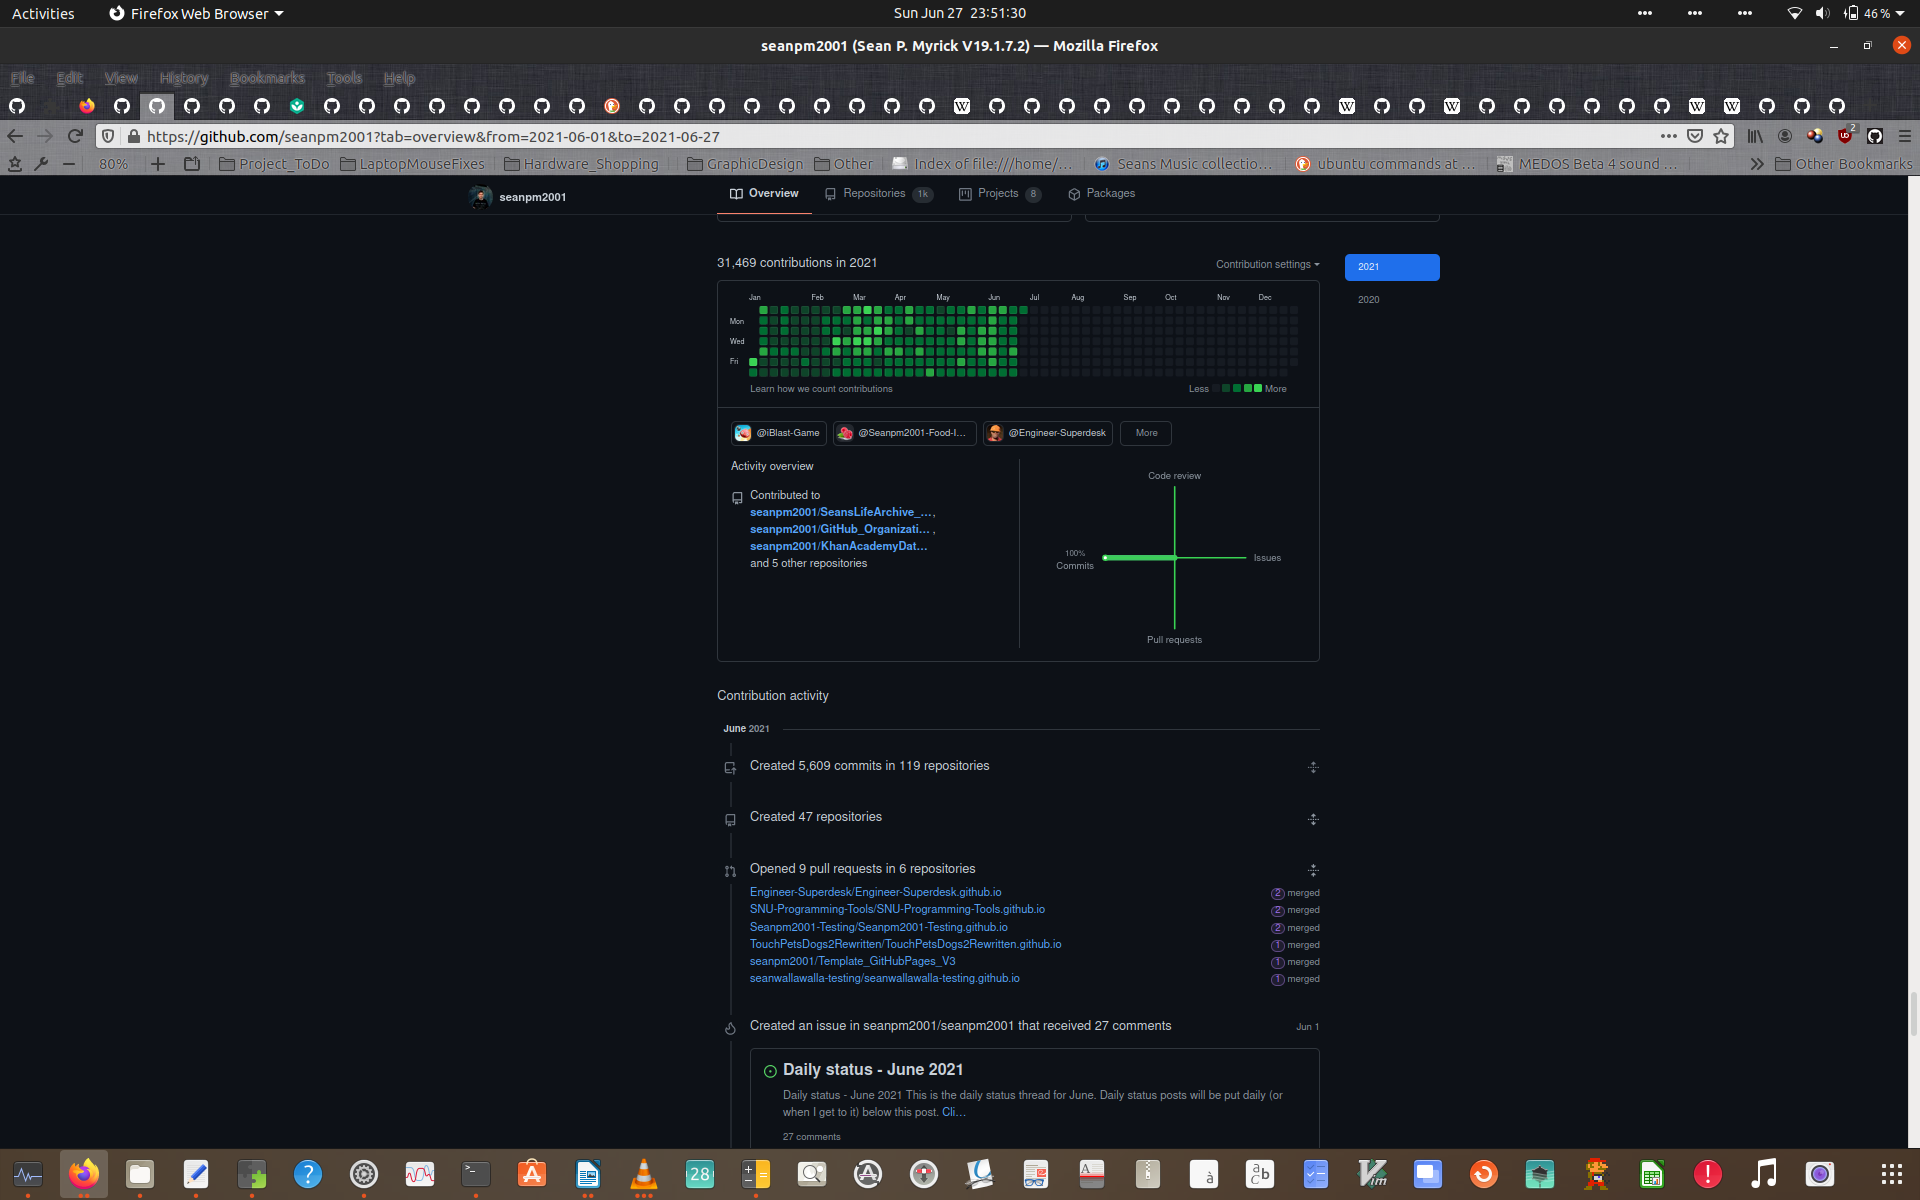 Activities
Firefox Web Browser
Sun Jun 27 23:51:30
46 %
seanpm2001 (Sean P. Myrick V19.1.7.2) — Mozilla Firefox
File Edit View History Bookmarks Tools Help
https://github.com/seanpm2001?tab=overview&from=2021-06-01&to=2021-06-27
2
80%
Project_ToDo
LaptopMouseFixes
Hardware_Shopping
GraphicDesign
Other
Index of file:///home/…
Seans Music collectio…
ubuntu commands at …
MEDOS Beta 4 sound …
Other Bookmarks
seanpm2001
Overview
Repositories 1k
Projects 8
Packages
31,469 contributions in 2021
Contribution settings
2021
2020
Jan Feb Mar Apr May Jun Jul Aug Sep Oct Nov Dec
Mon
Wed
Fri
Learn how we count contributions
Less More
@iBlast-Game
@Seanpm2001-Food-I…
@Engineer-Superdesk
More
Activity overview
Contributed to
seanpm2001/SeansLifeArchive_…,
seanpm2001/GitHub_Organizati… ,
seanpm2001/KhanAcademyDat…
and 5 other repositories
Code review
100%
Commits
Issues
Pull requests
Contribution activity
June 2021
Created 5,609 commits in 119 repositories
Created 47 repositories
Opened 9 pull requests in 6 repositories
Engineer-Superdesk/Engineer-Superdesk.github.io 2 merged
SNU-Programming-Tools/SNU-Programming-Tools.github.io 2 merged
Seanpm2001-Testing/Seanpm2001-Testing.github.io 2 merged
TouchPetsDogs2Rewritten/TouchPetsDogs2Rewritten.github.io 1 merged
seanpm2001/Template_GitHubPages_V3 1 merged
seanwallawalla-testing/seanwallawalla-testing.github.io 1 merged
Created an issue in seanpm2001/seanpm2001 that received 27 comments
Jun 1
Daily status - June 2021
Daily status - June 2021 This is the daily status thread for June. Daily status posts will be put daily (or
when I get to it) below this post. Cli…
27 comments
28